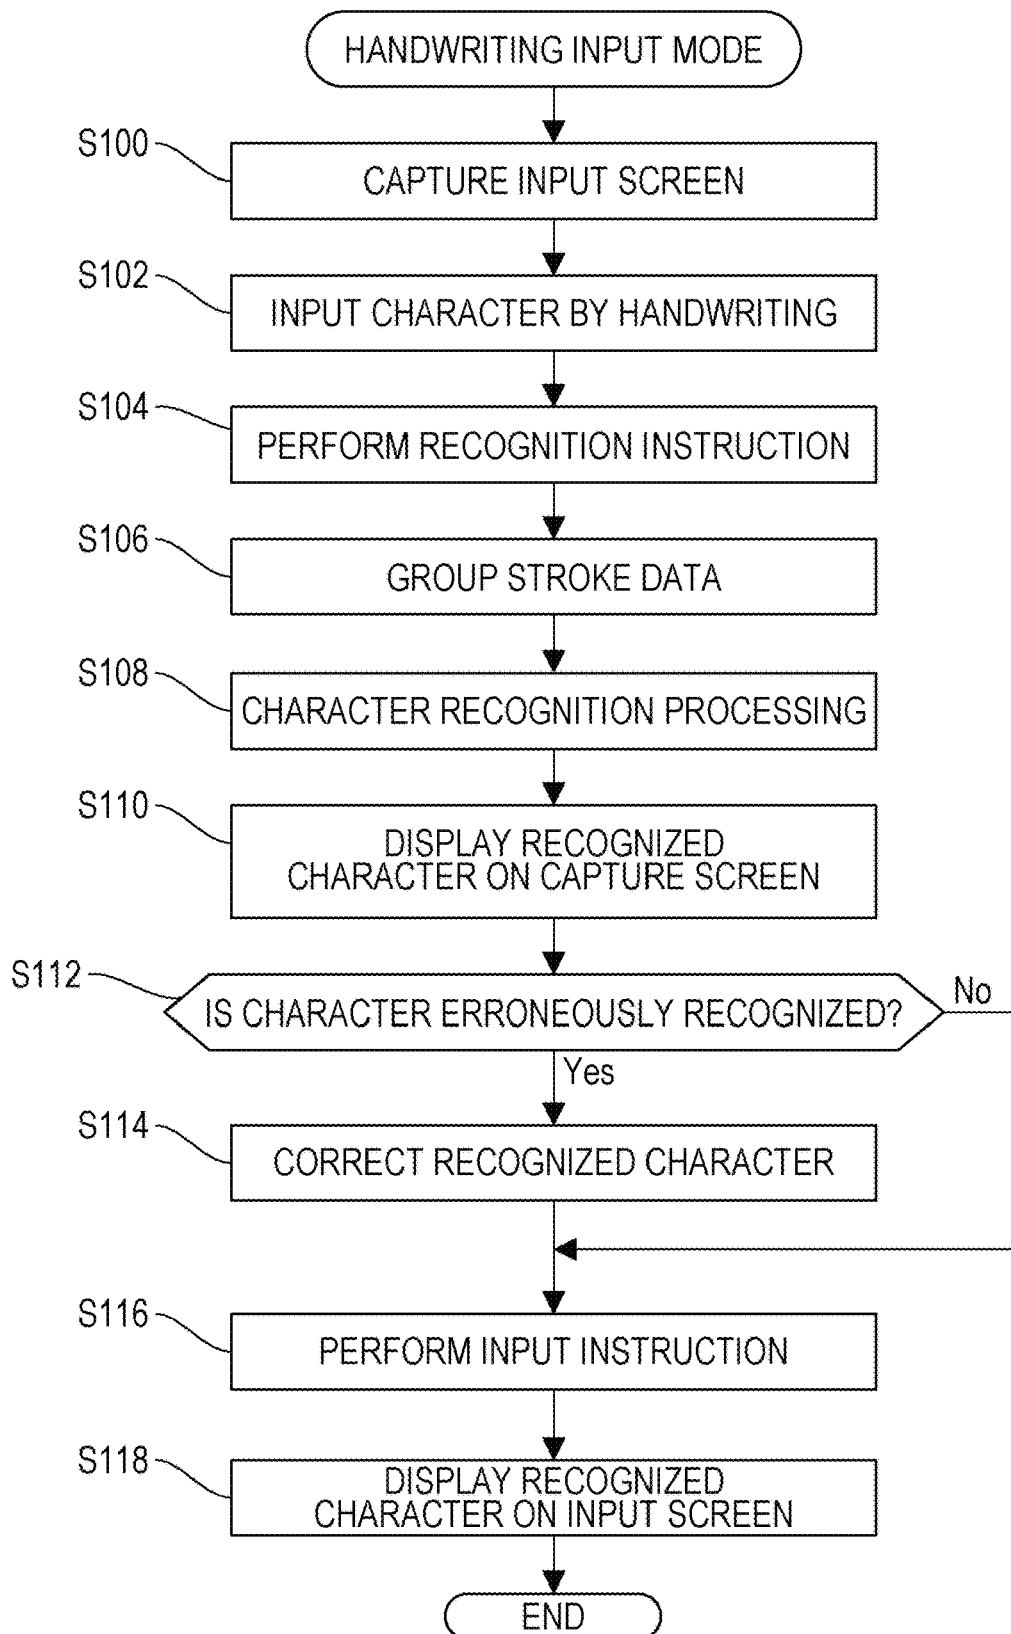 HANDWRITING INPUT MODE
S100
CAPTURE INPUT SCREEN
S102
INPUT CHARACTER BY HANDWRITING
S104
PERFORM RECOGNITION INSTRUCTION
S106
GROUP STROKE DATA
S108
CHARACTER RECOGNITION PROCESSING
S110
DISPLAY RECOGNIZED
CHARACTER ON CAPTURE SCREEN
S112
IS CHARACTER ERRONEOUSLY RECOGNIZED?
No
Yes
S114
CORRECT RECOGNIZED CHARACTER
S116
PERFORM INPUT INSTRUCTION
S118
DISPLAY RECOGNIZED
CHARACTER ON INPUT SCREEN
END